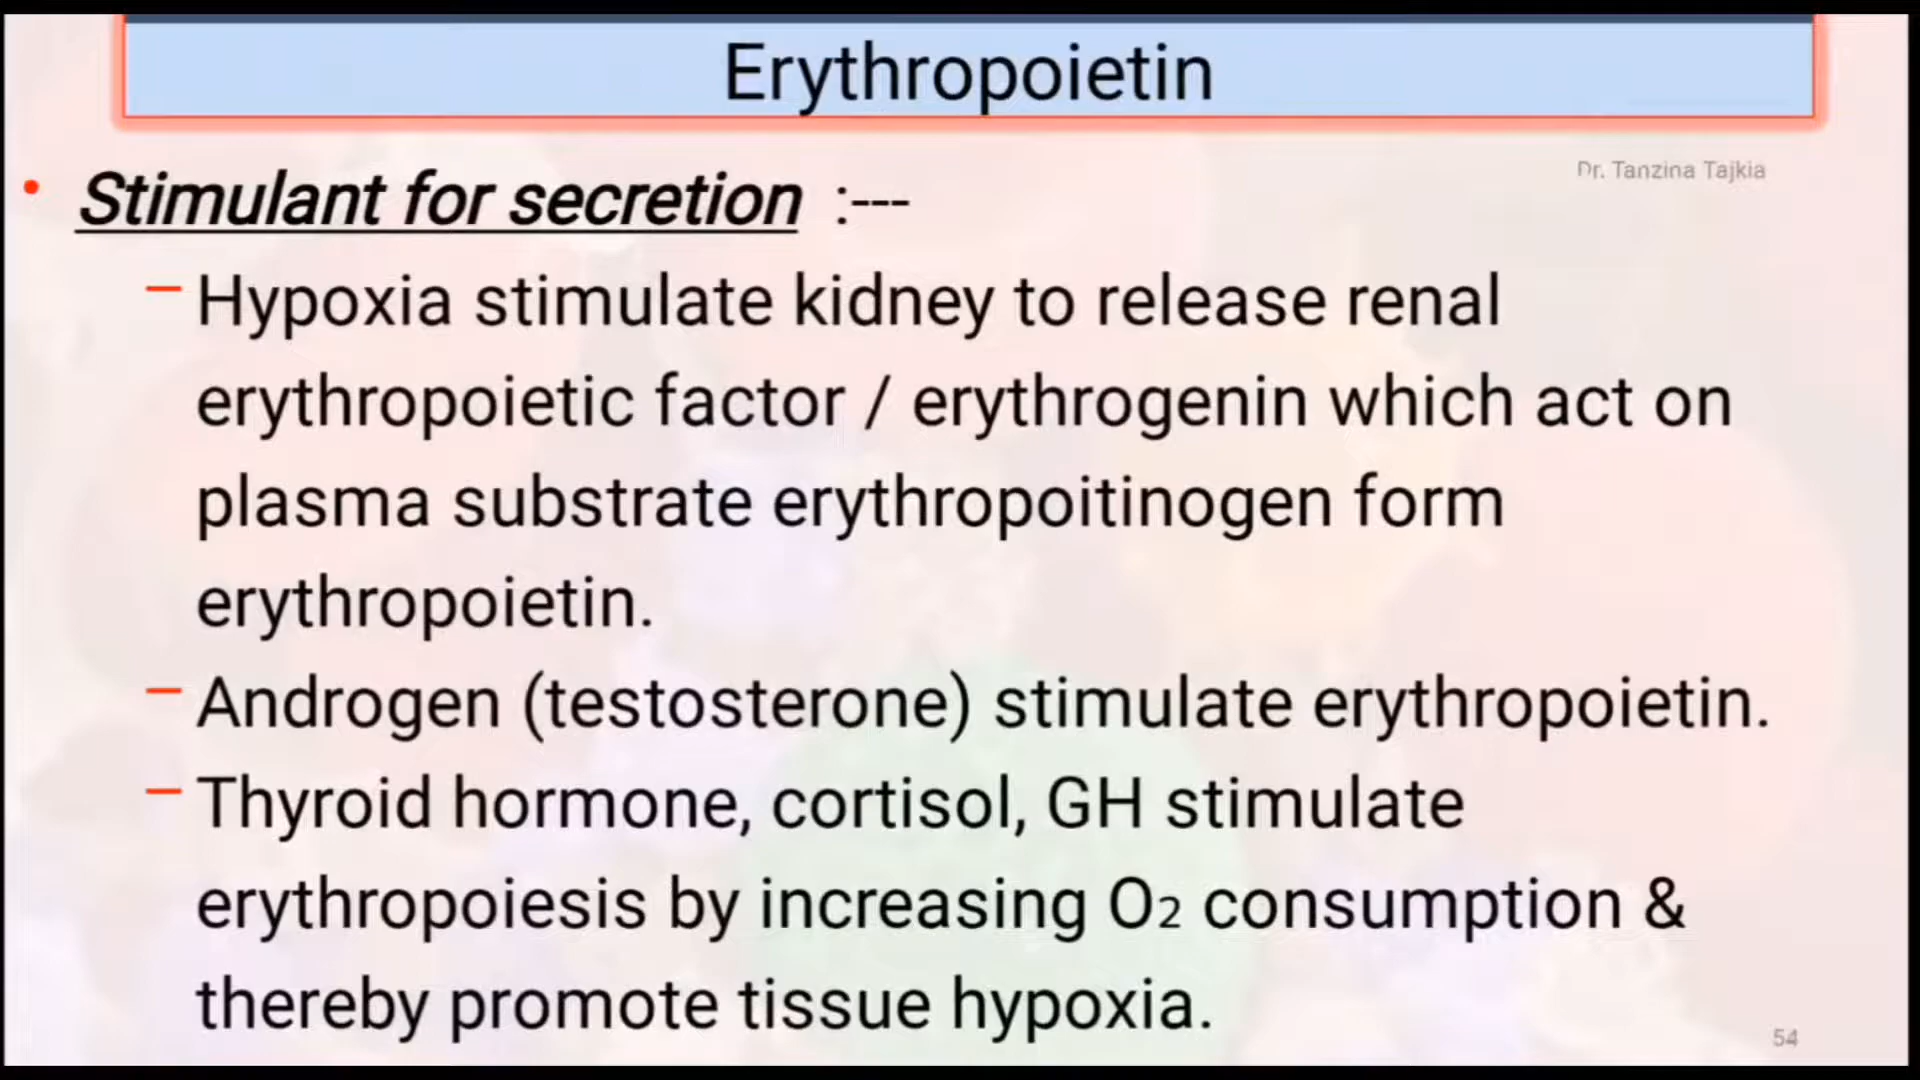 Erythropoietin
Dr. Tanzina Tajkia
• Stimulant for secretion :---
– Hypoxia stimulate kidney to release renal
erythropoietic factor / erythrogenin which act on
plasma substrate erythropoitinogen form
erythropoietin.
– Androgen (testosterone) stimulate erythropoietin.
– Thyroid hormone, cortisol, GH stimulate
erythropoiesis by increasing O₂ consumption &
thereby promote tissue hypoxia.
54